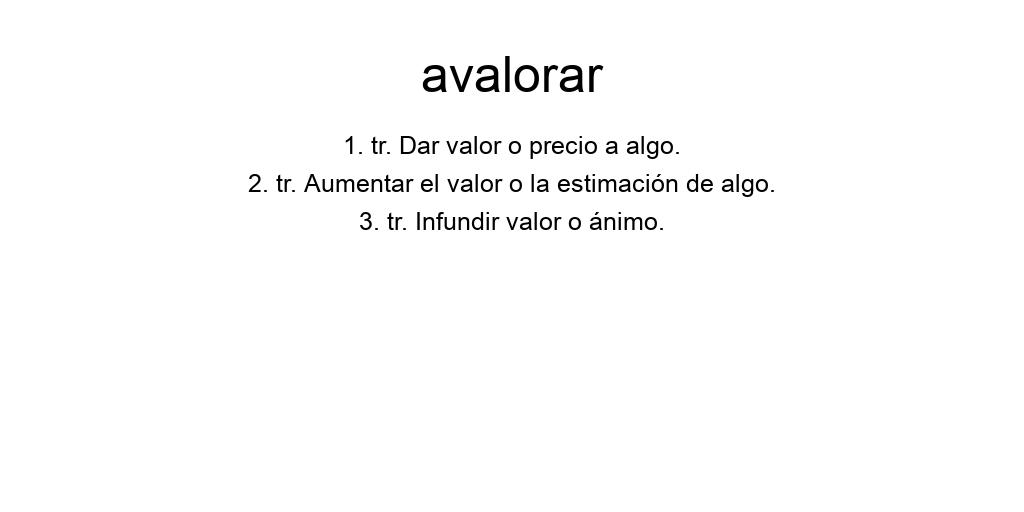 avalorar
1. tr. Dar valor o precio a algo.
2. tr. Aumentar el valor o la estimación de algo.
3. tr. Infundir valor o ánimo.